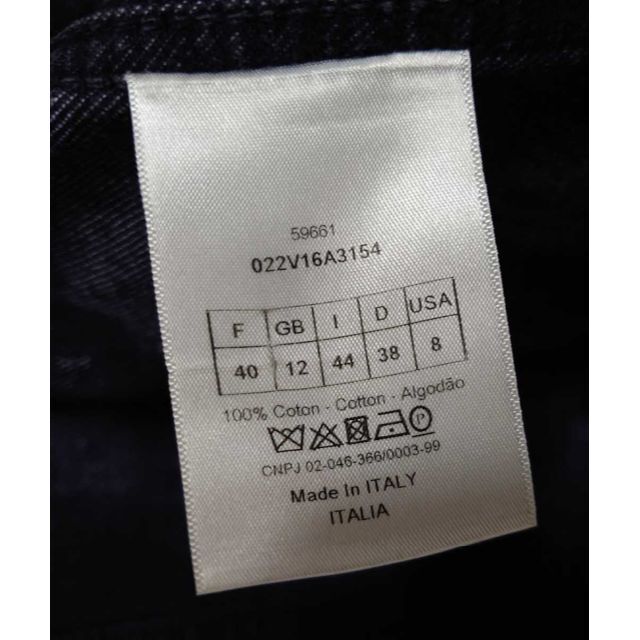 59661
022V16A3154
F GB I D USA
40 12 44 38 8
100% Coton - Cotton - Algodão
P
CNPJ 02-046-366/0003-99
Made In ITALY
ITALIA